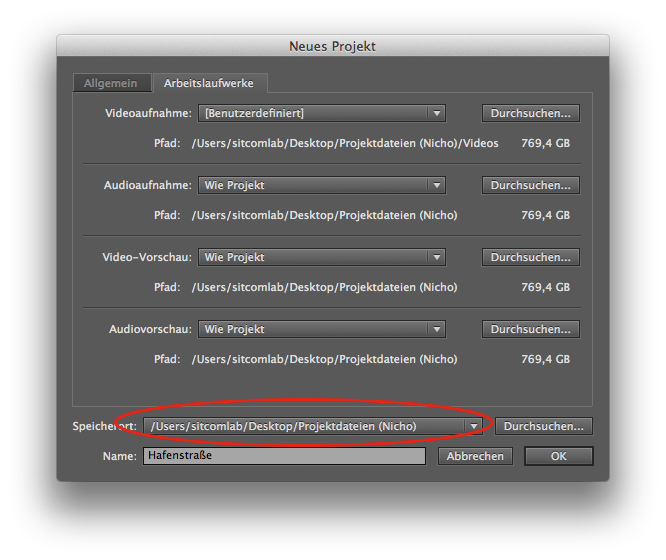 Neues Projekt
Allgemein Arbeitslaufwerke
Videoaufnahme: [Benutzerdefiniert] Durchsuchen...
Pfad: /Users/sitcomlab/Desktop/Projektdateien (Nicho)/Videos 769,4 GB
Audioaufnahme: Wie Projekt Durchsuchen...
Pfad: /Users/sitcomlab/Desktop/Projektdateien (Nicho) 769,4 GB
Video-Vorschau: Wie Projekt Durchsuchen...
Pfad: /Users/sitcomlab/Desktop/Projektdateien (Nicho) 769,4 GB
Audiovorschau: Wie Projekt Durchsuchen...
Pfad: /Users/sitcomlab/Desktop/Projektdateien (Nicho) 769,4 GB
Speicherort: /Users/sitcomlab/Desktop/Projektdateien (Nicho) Durchsuchen...
Name: Hafenstraße Abbrechen OK